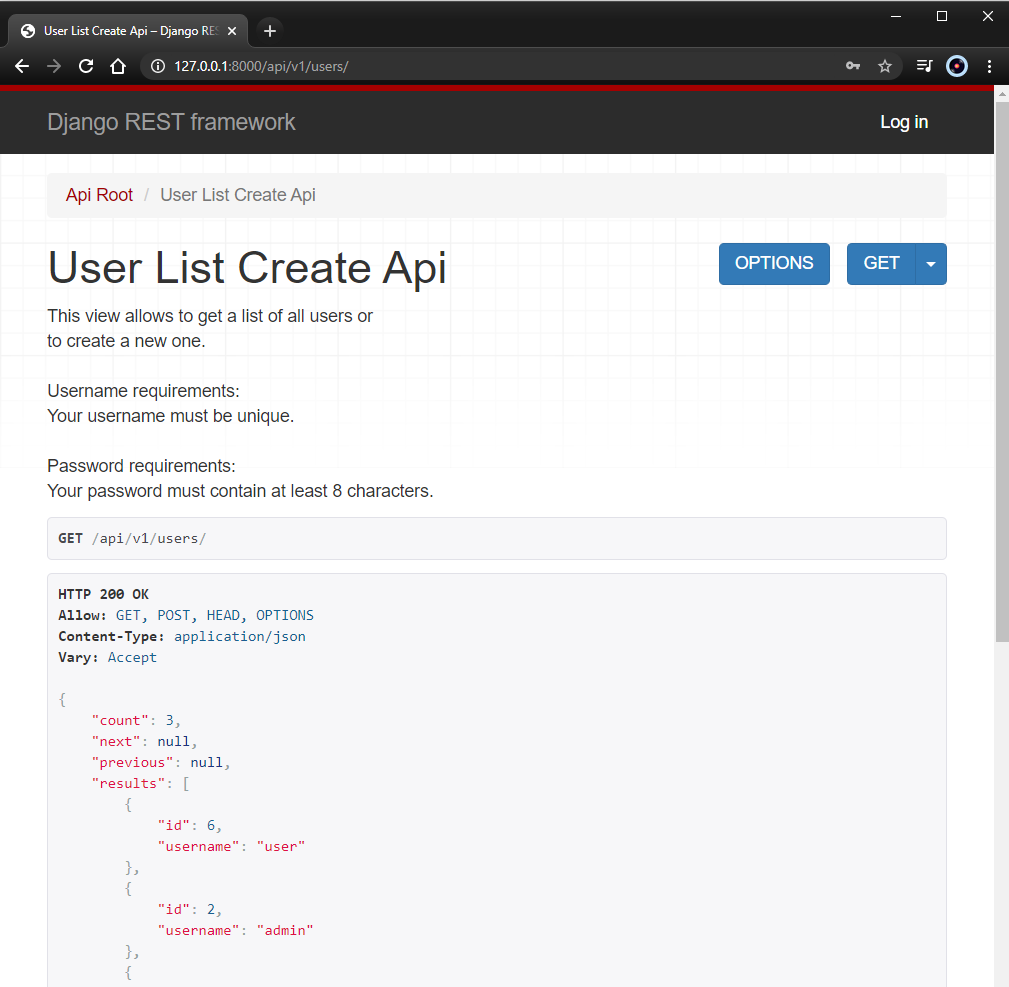 User List Create Api – Django RES
127.0.0.1:8000/api/v1/users/
Django REST framework
Log in
Api Root / User List Create Api
User List Create Api
OPTIONS
GET
This view allows to get a list of all users or
to create a new one.
Username requirements:
Your username must be unique.
Password requirements:
Your password must contain at least 8 characters.
GET /api/v1/users/
HTTP 200 OK
Allow: GET, POST, HEAD, OPTIONS
Content-Type: application/json
Vary: Accept
{
    "count": 3,
    "next": null,
    "previous": null,
    "results": [
        {
            "id": 6,
            "username": "user"
        },
        {
            "id": 2,
            "username": "admin"
        },
        {